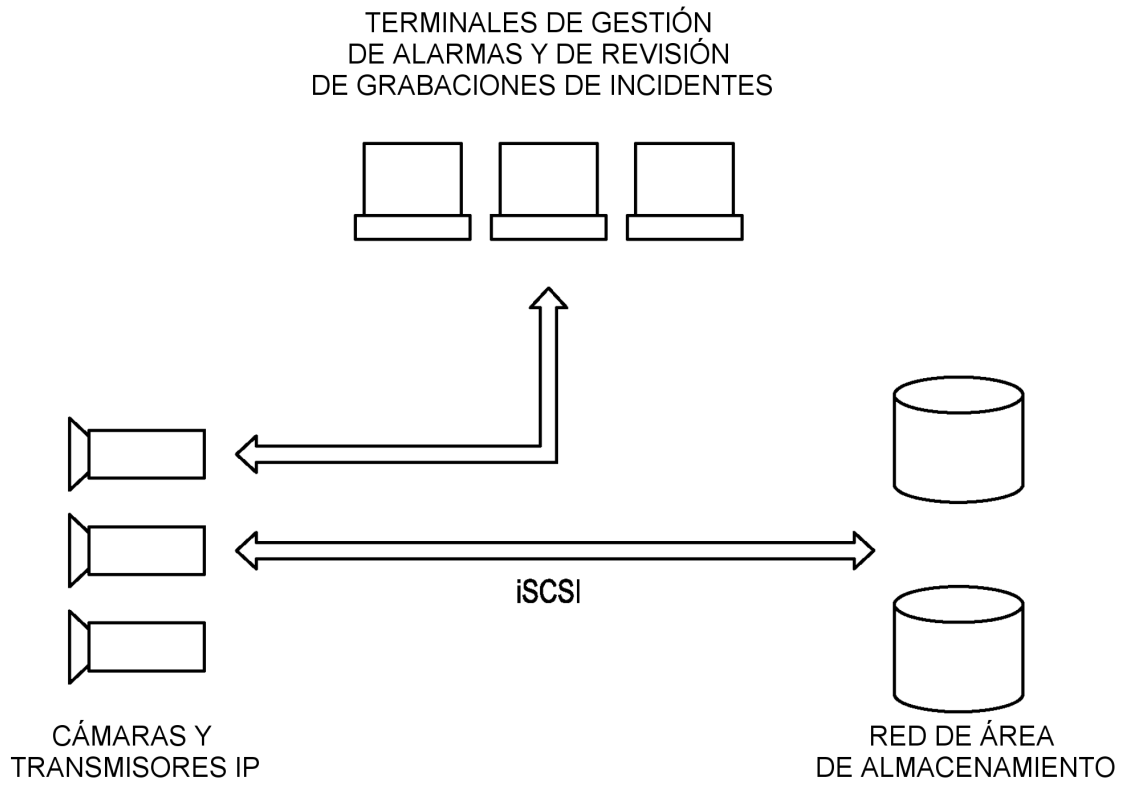 TERMINALES DE GESTIÓN
DE ALARMAS Y DE REVISIÓN
DE GRABACIONES DE INCIDENTES
iSCSI
CÁMARAS Y
TRANSMISORES IP
RED DE ÁREA
DE ALMACENAMIENTO